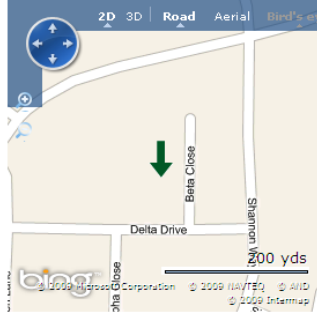 2D 3D Road Aerial Bird's e
Beta Close
Shannon W
Delta Drive
200 yds
bing
© 2009 Microsoft Corporation © 2009 NAVTEQ © AND
© 2009 Intermap